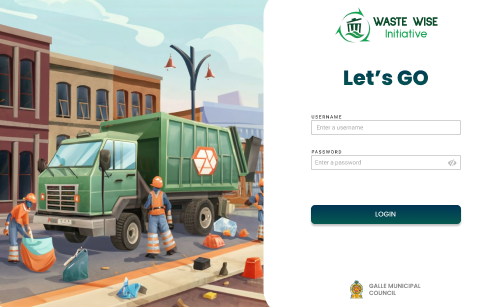 WASTE WISE
Initiative
Let's GO
USERNAME
Enter a username
PASSWORD
Enter a password
LOGIN
GALLE MUNICIPAL
COUNCIL